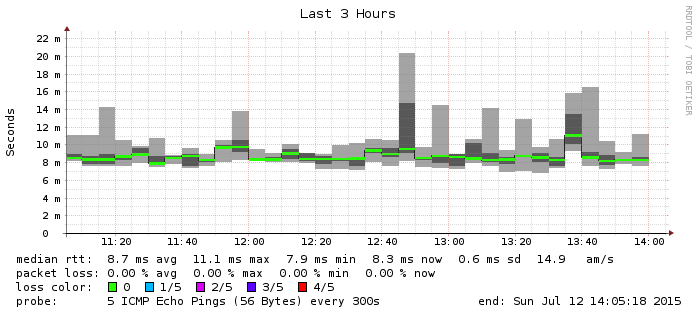 Last 3 Hours
RRDTOOL / TOBI OETIKER
Seconds
22 m
20 m
18 m
16 m
14 m
12 m
10 m
8 m
6 m
4 m
2 m
0
11:20 11:40 12:00 12:20 12:40 13:00 13:20 13:40 14:00
median rtt: 8.7 ms avg 11.1 ms max 7.9 ms min 8.3 ms now 0.6 ms sd 14.9 am/s
packet loss: 0.00 % avg 0.00 % max 0.00 % min 0.00 % now
loss color: 0 1/5 2/5 3/5 4/5
probe: 5 ICMP Echo Pings (56 Bytes) every 300s end: Sun Jul 12 14:05:18 2015